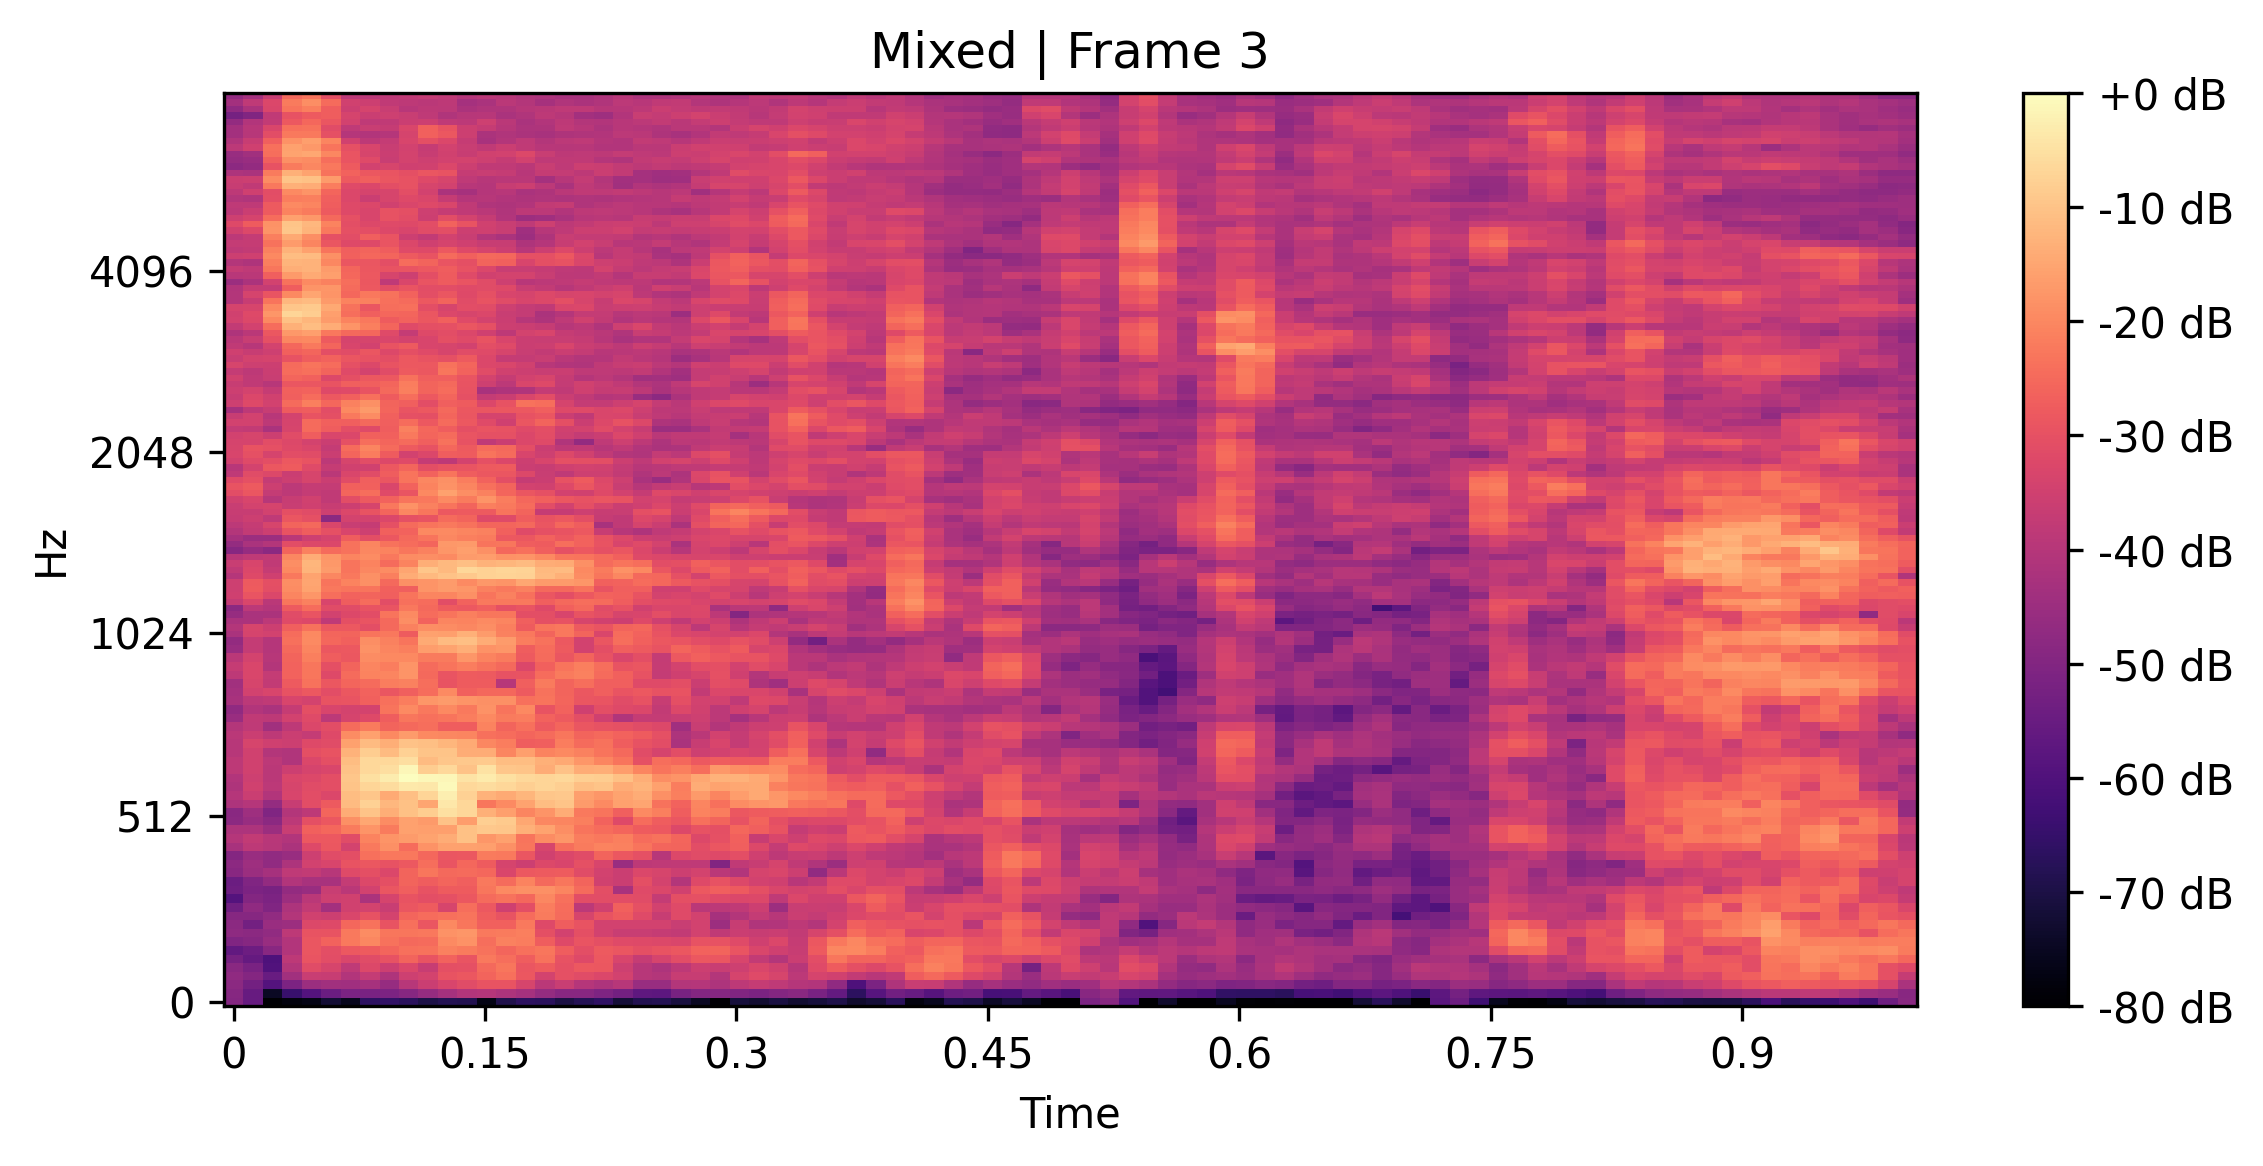 Mixed | Frame 3
Hz
4096
2048
1024
512
0
0 0.15 0.3 0.45 0.6 0.75 0.9
Time
+0 dB
-10 dB
-20 dB
-30 dB
-40 dB
-50 dB
-60 dB
-70 dB
-80 dB